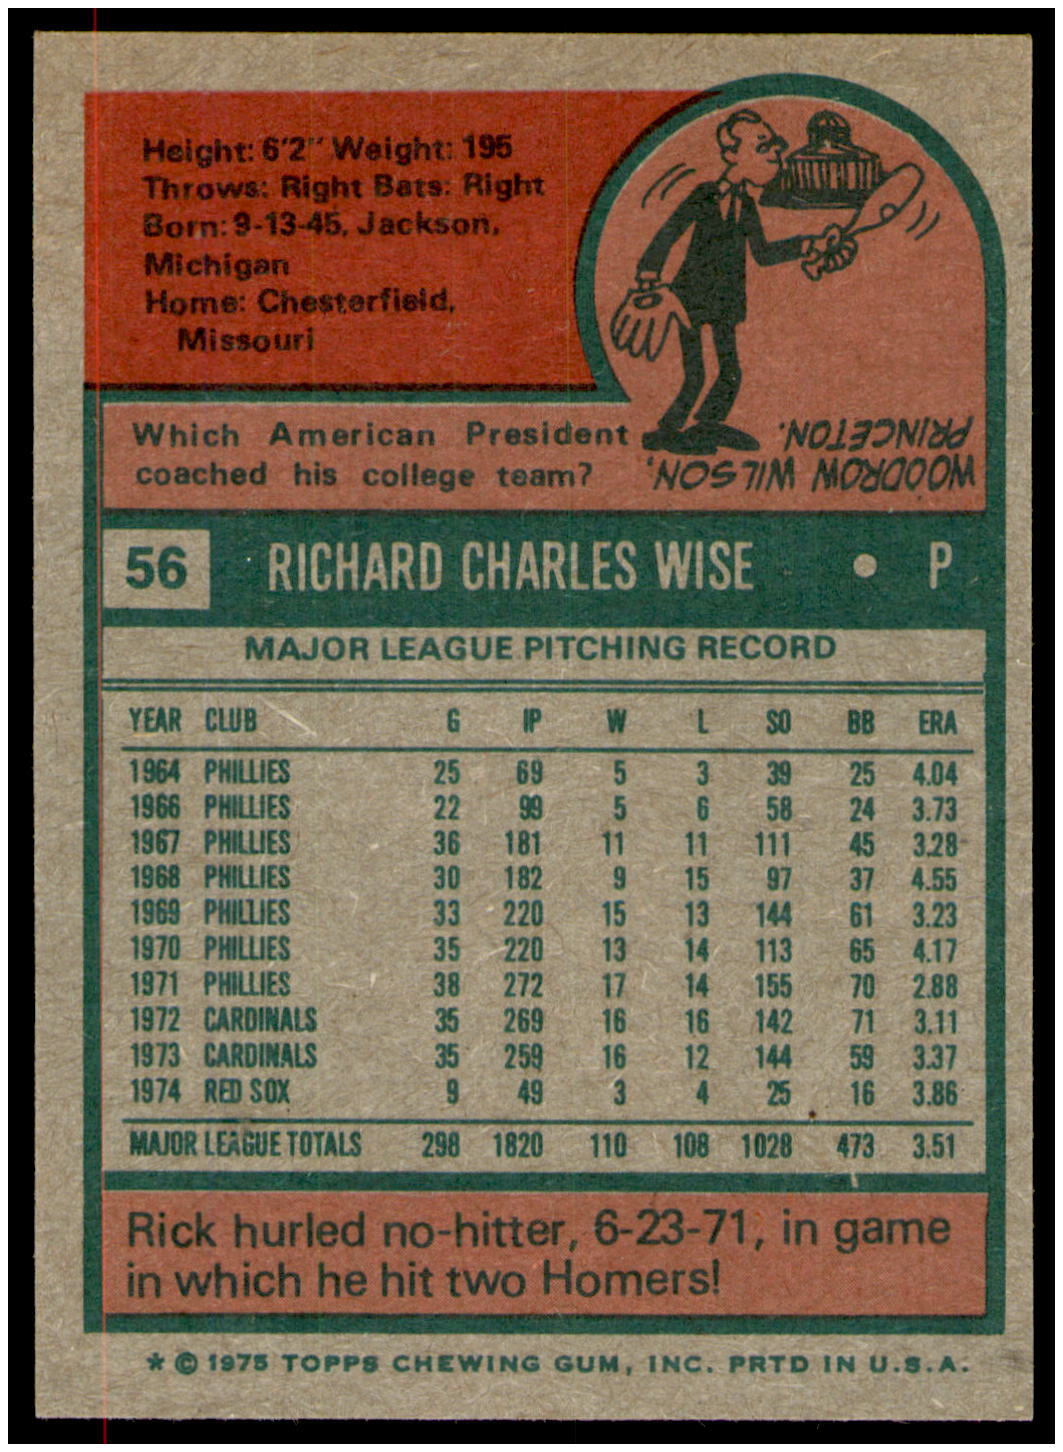 Height: 6'2" Weight: 195
Throws: Right Bats: Right
Born: 9-13-45, Jackson,
Michigan
Home: Chesterfield,
Missouri
Which American President
coached his college team?
WOODROW WILSON,
PRINCETON.
56 RICHARD CHARLES WISE • P
MAJOR LEAGUE PITCHING RECORD
YEAR CLUB G IP W L SO BB ERA
1964 PHILLIES 25 69 5 3 39 25 4.04
1966 PHILLIES 22 99 5 6 58 24 3.73
1967 PHILLIES 36 181 11 11 111 45 3.28
1968 PHILLIES 30 182 9 15 97 37 4.55
1969 PHILLIES 33 220 15 13 144 61 3.23
1970 PHILLIES 35 220 13 14 113 65 4.17
1971 PHILLIES 38 272 17 14 155 70 2.88
1972 CARDINALS 35 269 16 16 142 71 3.11
1973 CARDINALS 35 259 16 12 144 59 3.37
1974 RED SOX 9 49 3 4 25 16 3.86
MAJOR LEAGUE TOTALS 298 1820 110 108 1028 473 3.51
Rick hurled no-hitter, 6-23-71, in game
in which he hit two Homers!
* © 1975 TOPPS CHEWING GUM, INC. PRTD IN U.S.A.